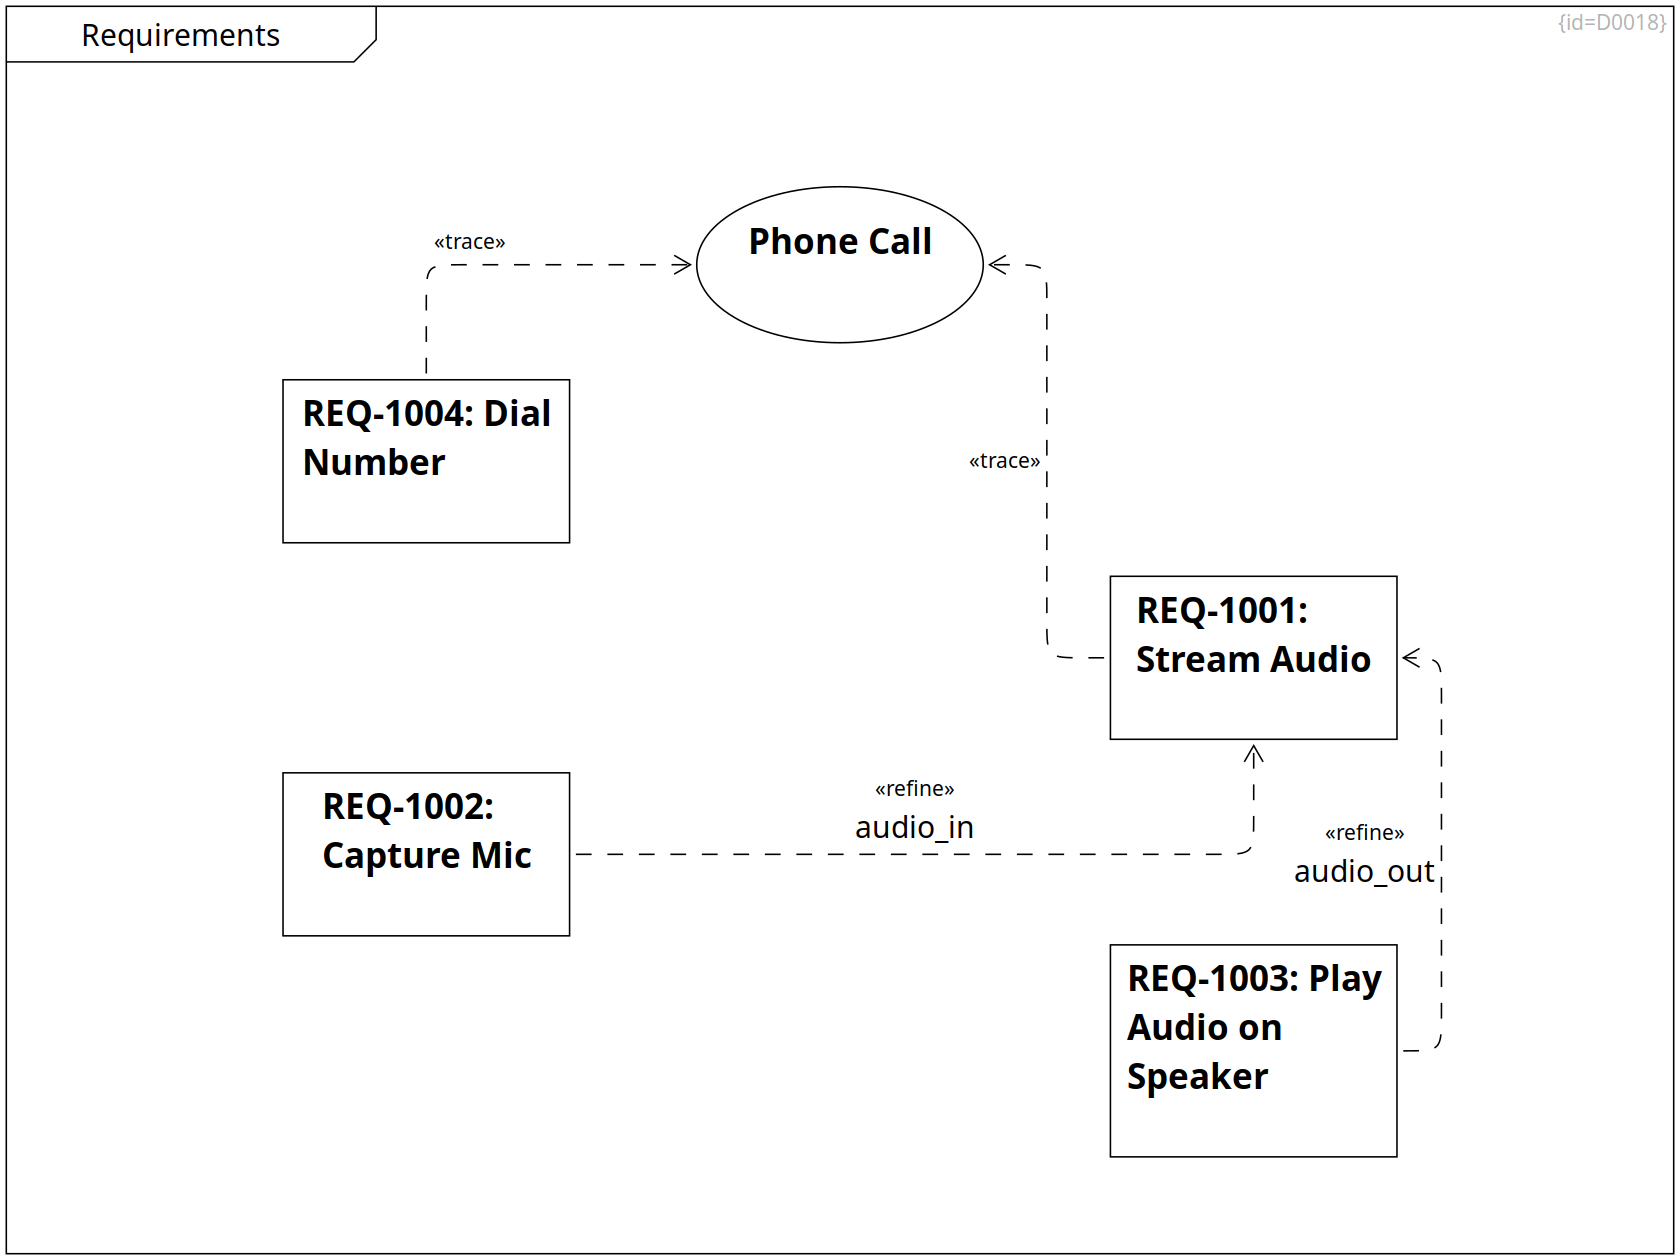 Requirements
{id=D0018}
Phone Call
«trace»
REQ-1004: Dial
Number
«trace»
REQ-1001:
Stream Audio
REQ-1002:
Capture Mic
«refine»
audio_in
«refine»
audio_out
REQ-1003: Play
Audio on
Speaker